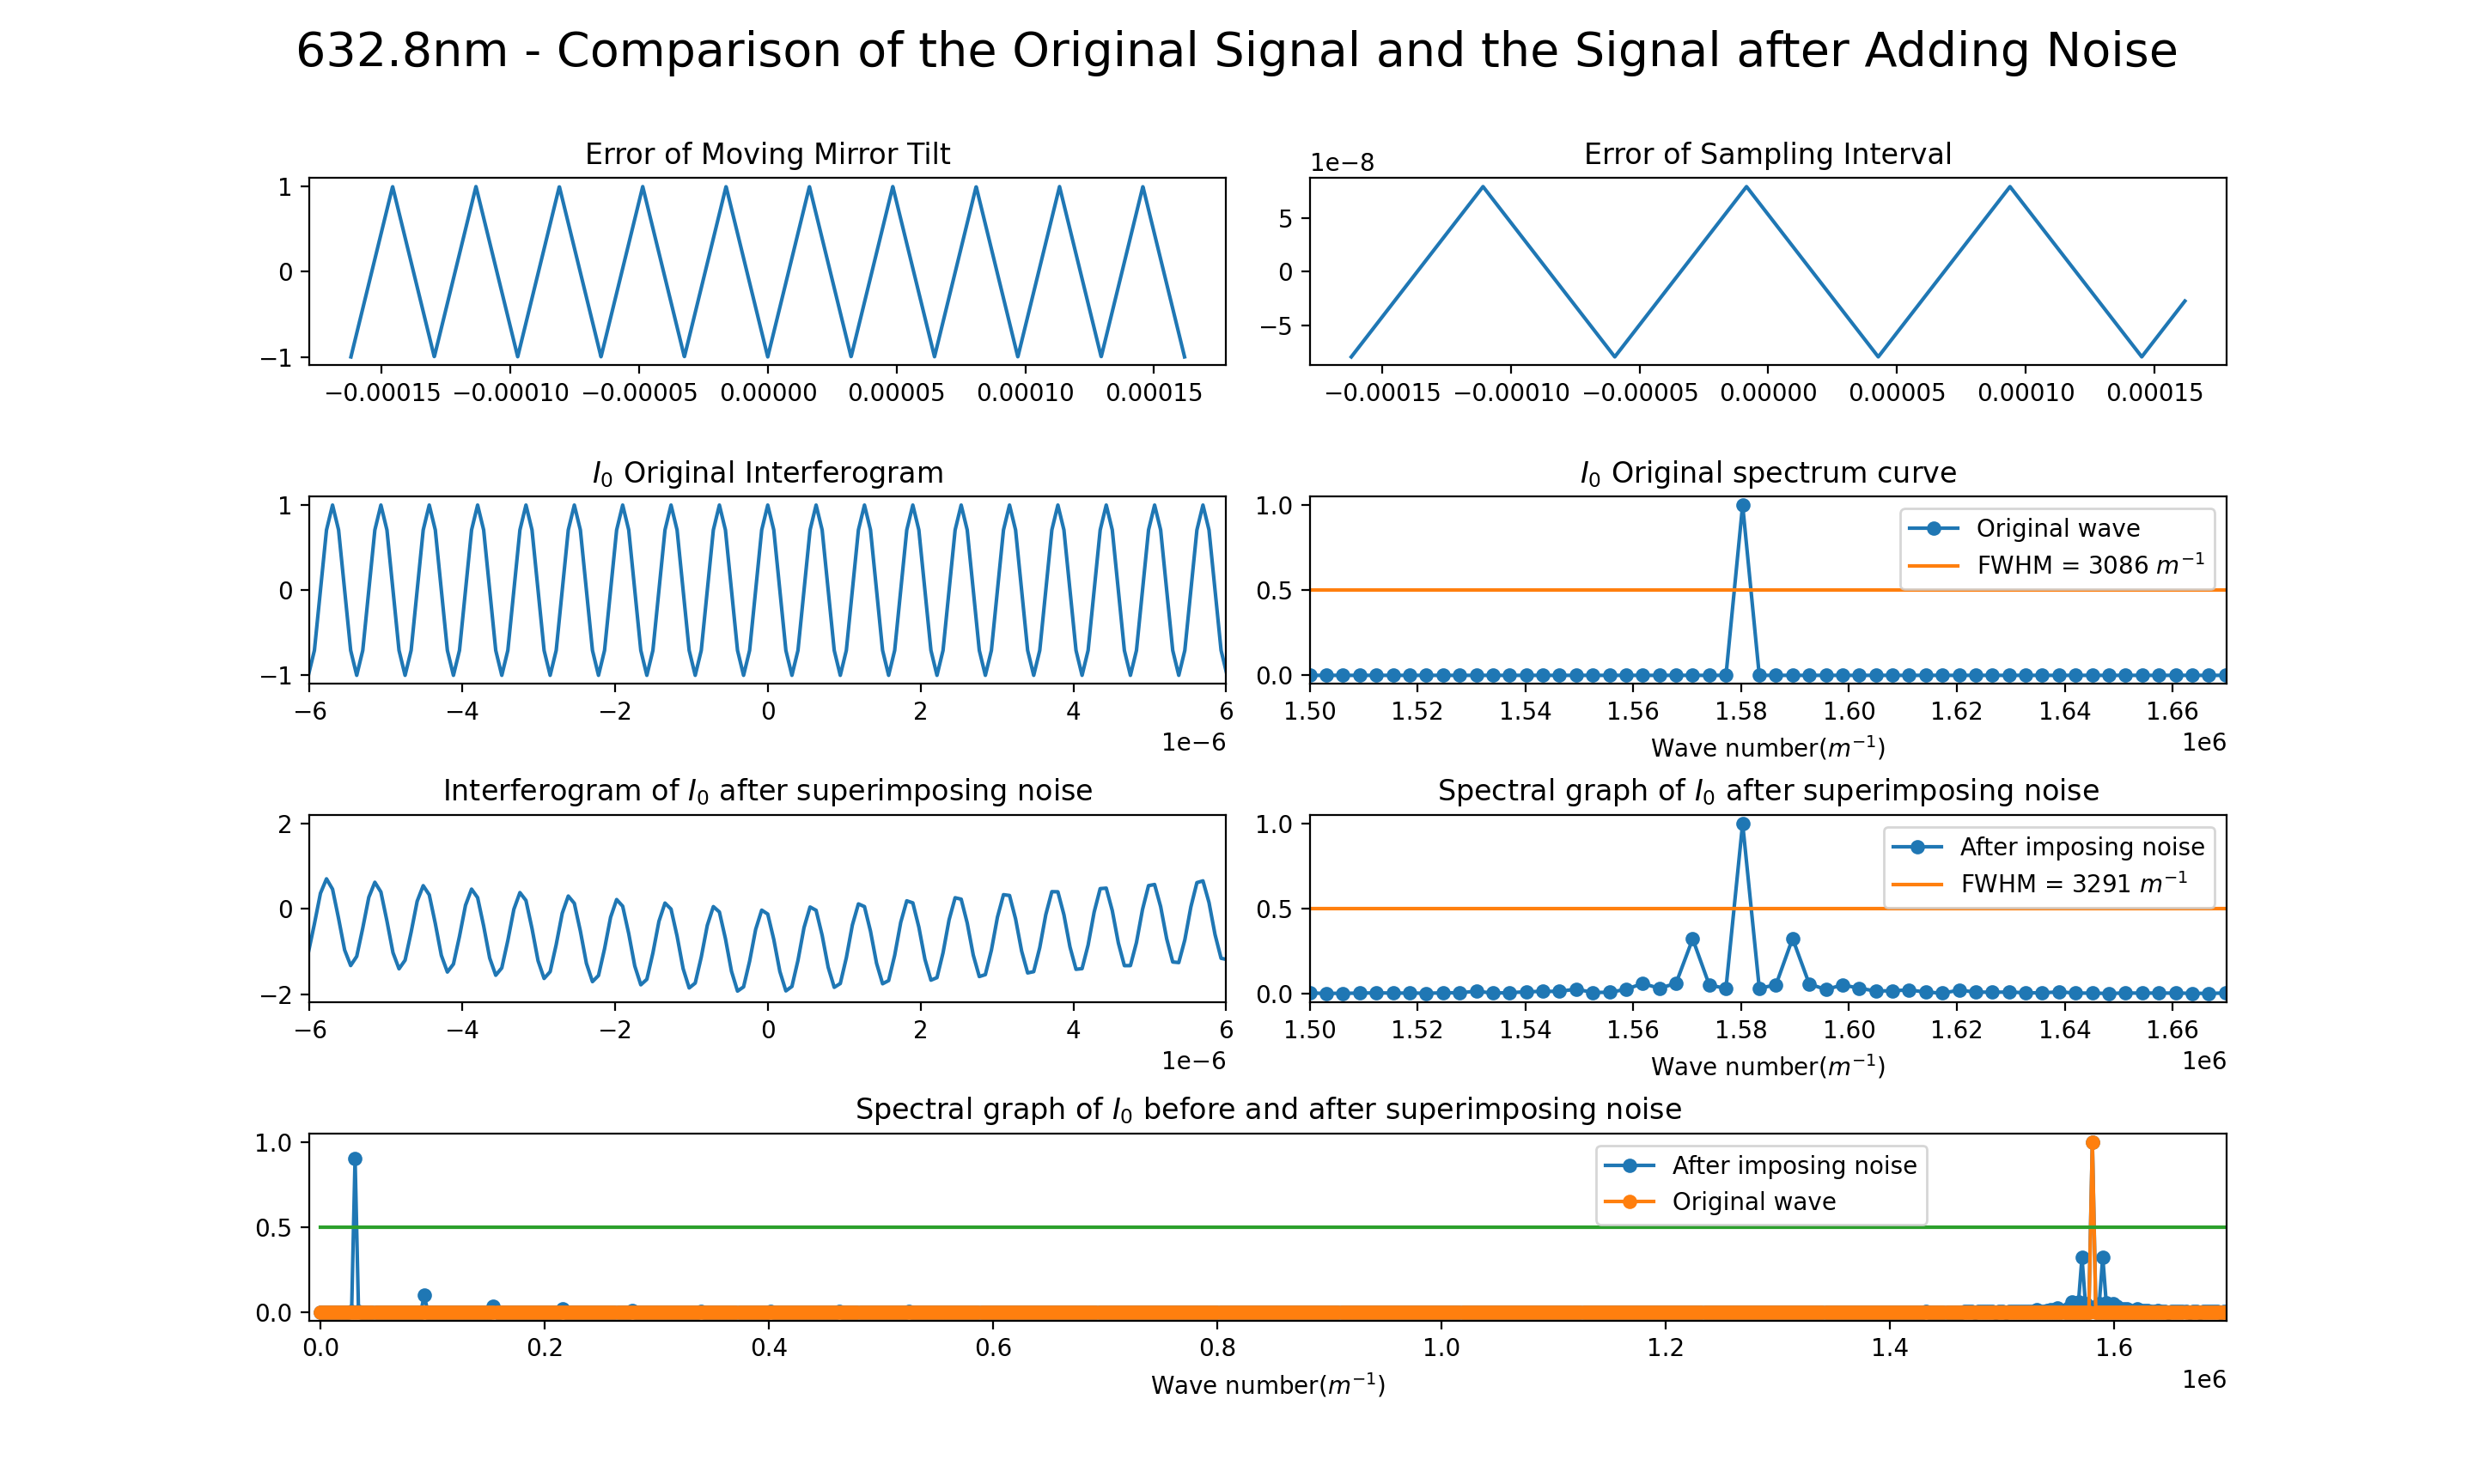 632.8nm - Comparison of the Original Signal and the Signal after Adding Noise
Error of Moving Mirror Tilt
1
0
−1
−0.00015 −0.00010 −0.00005 0.00000 0.00005 0.00010 0.00015
Error of Sampling Interval
1e−8
5
0
−5
−0.00015 −0.00010 −0.00005 0.00000 0.00005 0.00010 0.00015
I₀ Original Interferogram
1
0
−1
−6 −4 −2 0 2 4 6
1e−6
I₀ Original spectrum curve
1.0
0.5
0.0
Original wave
FWHM = 3086 m⁻¹
1.50 1.52 1.54 1.56 1.58 1.60 1.62 1.64 1.66
1e6
Wave number(m⁻¹)
Interferogram of I₀ after superimposing noise
2
0
−2
−6 −4 −2 0 2 4 6
1e−6
Spectral graph of I₀ after superimposing noise
1.0
0.5
0.0
After imposing noise
FWHM = 3291 m⁻¹
1.50 1.52 1.54 1.56 1.58 1.60 1.62 1.64 1.66
1e6
Wave number(m⁻¹)
Spectral graph of I₀ before and after superimposing noise
1.0
0.5
0.0
After imposing noise
Original wave
0.0 0.2 0.4 0.6 0.8 1.0 1.2 1.4 1.6
1e6
Wave number(m⁻¹)